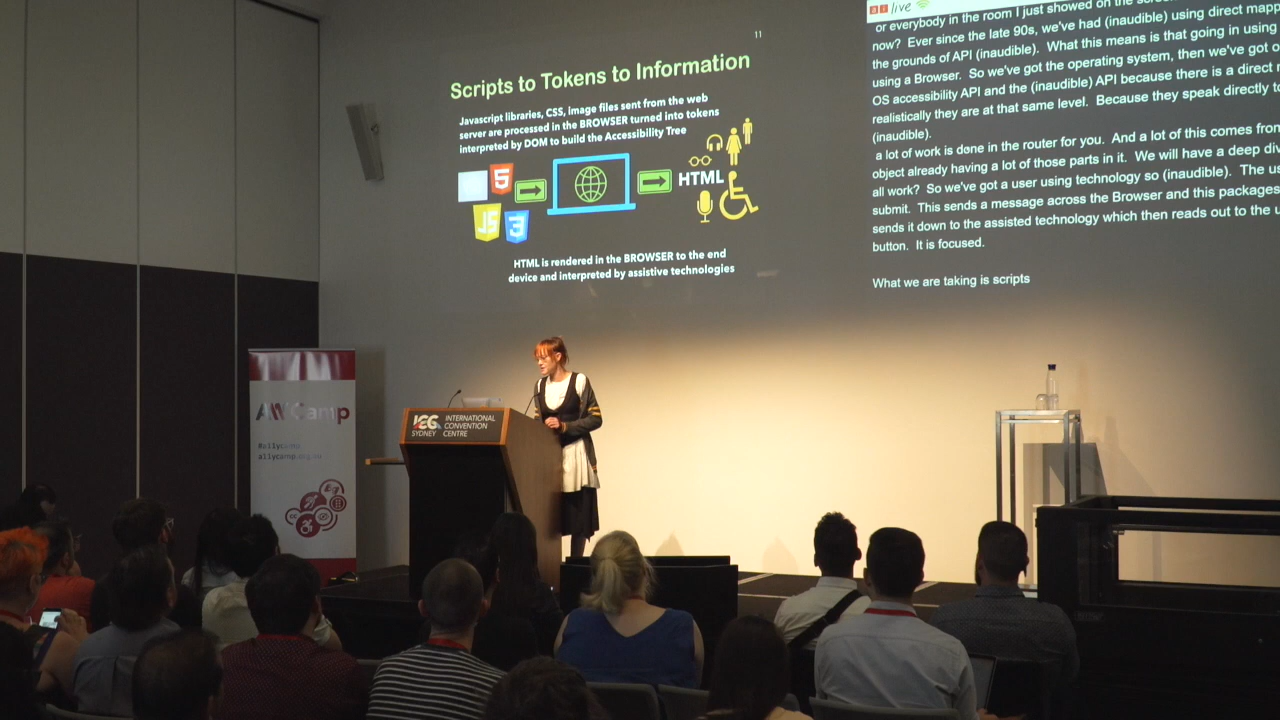 11
Scripts to Tokens to Information
Javascript libraries, CSS, image files sent from the web
server are processed in the BROWSER turned into tokens
interpreted by DOM to build the Accessibility Tree
5
HTML
JS
3
HTML is rendered in the BROWSER to the end
device and interpreted by assistive technologies
ai live
or everybody in the room I just showed on the
now? Ever since the late 90s, we've had (inaudible) using direct
the grounds of API (inaudible). What this means is that going in using
using a Browser. So we've got the operating system, then we've got
OS accessibility API and the (inaudible) API because there is a direct
realistically they are at that same level. Because they speak directly to
(inaudible).
a lot of work is done in the router for you. And a lot of this comes from
object already having a lot of those parts in it. We will have a deep
all work? So we've got a user using technology so (inaudible). The
submit. This sends a message across the Browser and this packages
sends it down to the assisted technology which then reads out to the
button. It is focused.
What we are taking is scripts
A11Y Camp
#a11ycamp
a11ycamp.org.au
ICC
SYDNEY
INTERNATIONAL
CONVENTION
CENTRE